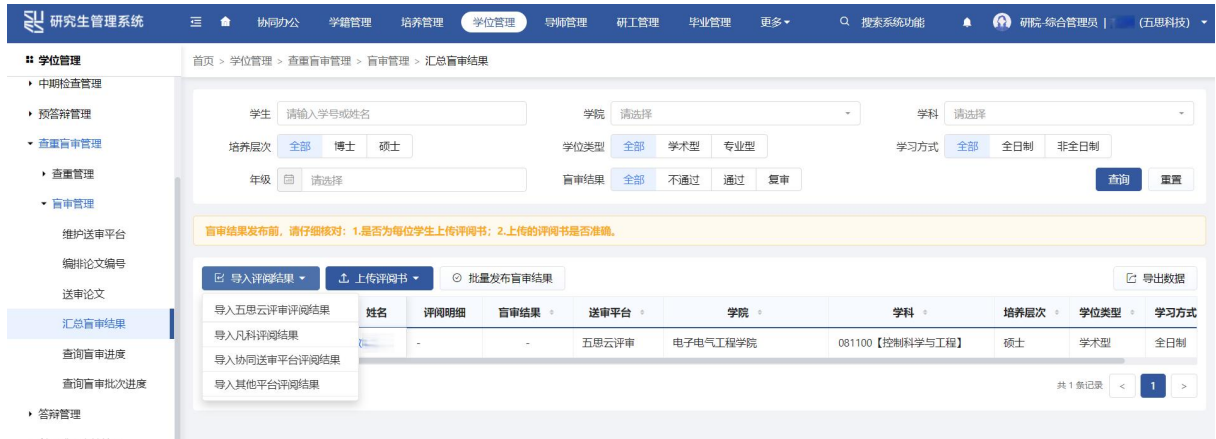 研究生管理系统 协同办公 学籍管理 培养管理 学位管理 导师管理 研工管理 毕业管理 更多 搜索系统功能 研院-综合管理员 | (五思科技)
学位管理
首页 > 学位管理 > 查重盲审管理 > 盲审管理 > 汇总盲审结果
中期检查管理
预答辩管理
查重盲审管理
查重管理
盲审管理
维护送审平台
编排论文编号
送审论文
汇总盲审结果
查询盲审进度
查询盲审批次进度
答辩管理
学生 请输入学号或姓名 学院 请选择 学科 请选择
培养层次 全部 博士 硕士 学位类型 全部 学术型 专业型 学习方式 全部 全日制 非全日制
年级 请选择 盲审结果 全部 不通过 通过 复审 查询 重置
盲审结果发布前，请仔细核对：1.是否为每位学生上传评阅书；2.上传的评阅书是否准确。
导入评阅结果 上传评阅书 批量发布盲审结果 导出数据
导入五思云评审评阅结果
导入凡科评阅结果
导入协同送审平台评阅结果
导入其他平台评阅结果
姓名 评阅明细 盲审结果 送审平台 学院 学科 培养层次 学位类型 学习方式
- - 五思云评审 电子电气工程学院 081100【控制科学与工程】 硕士 学术型 全日制
共 1 条记录 < 1 >